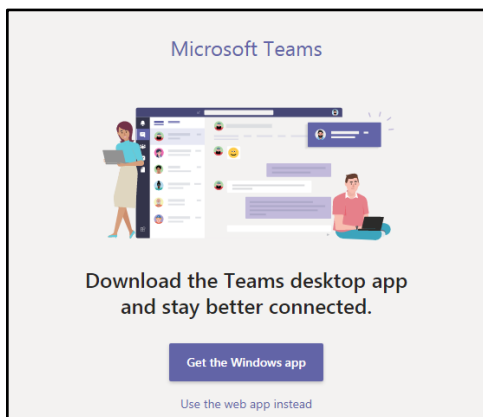 Microsoft Teams
Download the Teams desktop app
and stay better connected.
Get the Windows app
Use the web app instead